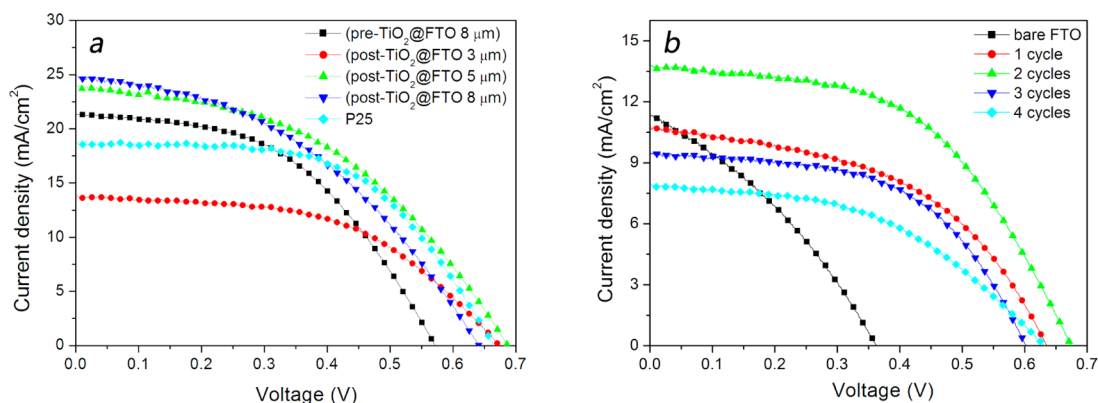 a
(pre-TiO2@FTO 8 μm)
(post-TiO2@FTO 3 μm)
(post-TiO2@FTO 5 μm)
(post-TiO2@FTO 8 μm)
P25
30
25
20
15
10
5
0
0.0 0.1 0.2 0.3 0.4 0.5 0.6 0.7
Voltage (V)
Current density (mA/cm2)
b
bare FTO
1 cycle
2 cycles
3 cycles
4 cycles
15
12
9
6
3
0
0.0 0.1 0.2 0.3 0.4 0.5 0.6 0.7
Voltage (V)
Current density (mA/cm2)